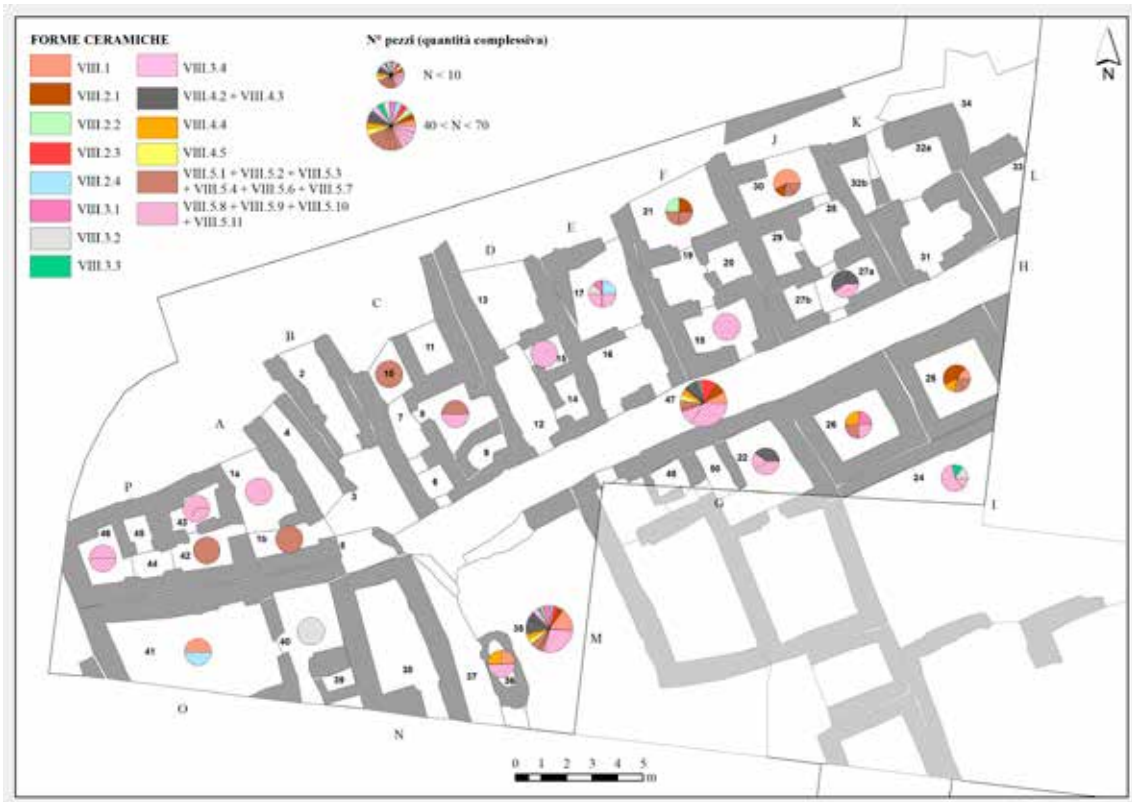 FORME CERAMICHE
VIII.1
VIII.2.1
VIII.2.2
VIII.2.3
VIII.2.4
VIII.3.1
VIII.3.2
VIII.3.3
VIII.3.4
VIII.4.2 + VIII.4.3
VIII.4.4
VIII.4.5
VIII.5.1 + VIII.5.2 + VIII.5.3
+ VIII.5.4 + VIII.5.6 + VIII.5.7
VIII.5.8 + VIII.5.9 + VIII.5.10
+ VIII.5.11
N° pezzi (quantità complessiva)
N < 10
40 < N < 70
N
34
K
32a
J
33
L
F
30
32b
21
28
E
D
29
19
31
H
20
27a
17
13
27b
C
18
11
15
16
B
2
10
25
47
14
7
12
26
A
4
9
22
24
48
50
I
6
G
P
1a
3
43
46
45
1b
5
42
44
M
40
41
39
38
37
36
O
N
0 1 2 3 4 5
m